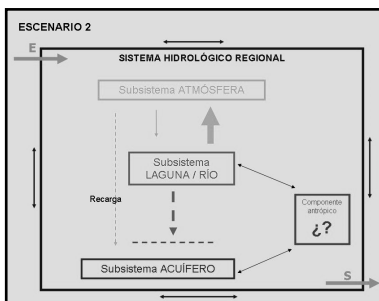 ESCENARIO 2
E
SISTEMA HIDROLÓGICO REGIONAL
Subsistema ATMÓSFERA
Subsistema
LAGUNA / RÍO
Recarga
Componente
antrópico
¿?
Subsistema ACUÍFERO
S